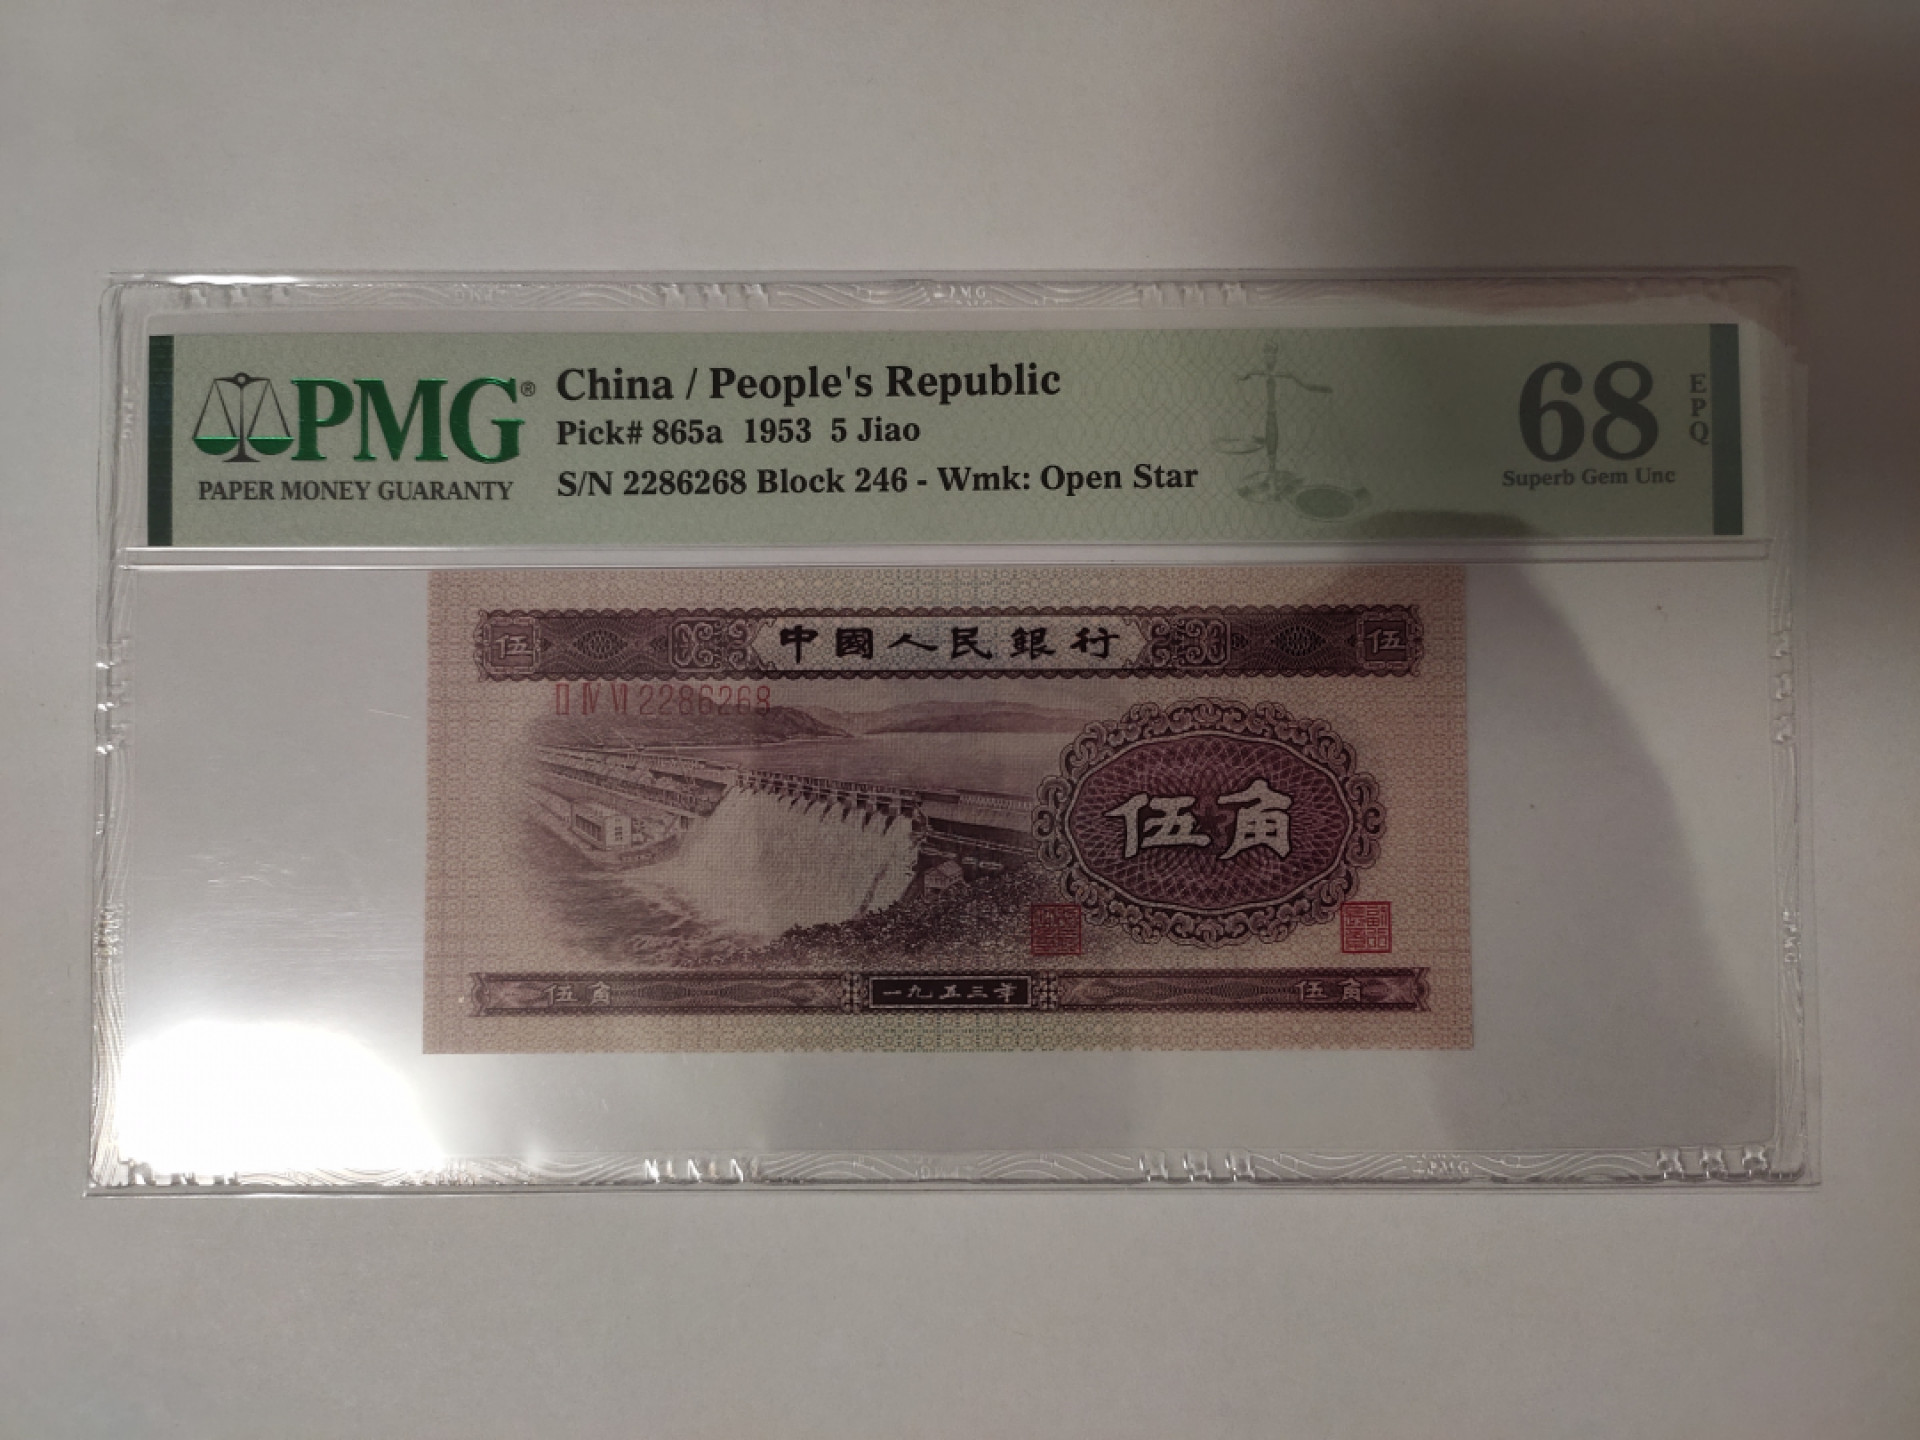 PMG®
PAPER MONEY GUARANTY
China / People's Republic
Pick# 865a 1953 5 Jiao
S/N 2286268 Block 246 - Wmk: Open Star
68
EPQ
Superb Gem Unc
伍 中國人民銀行 伍
II IV VI 2286268
伍角
伍角 一九五三年 伍角